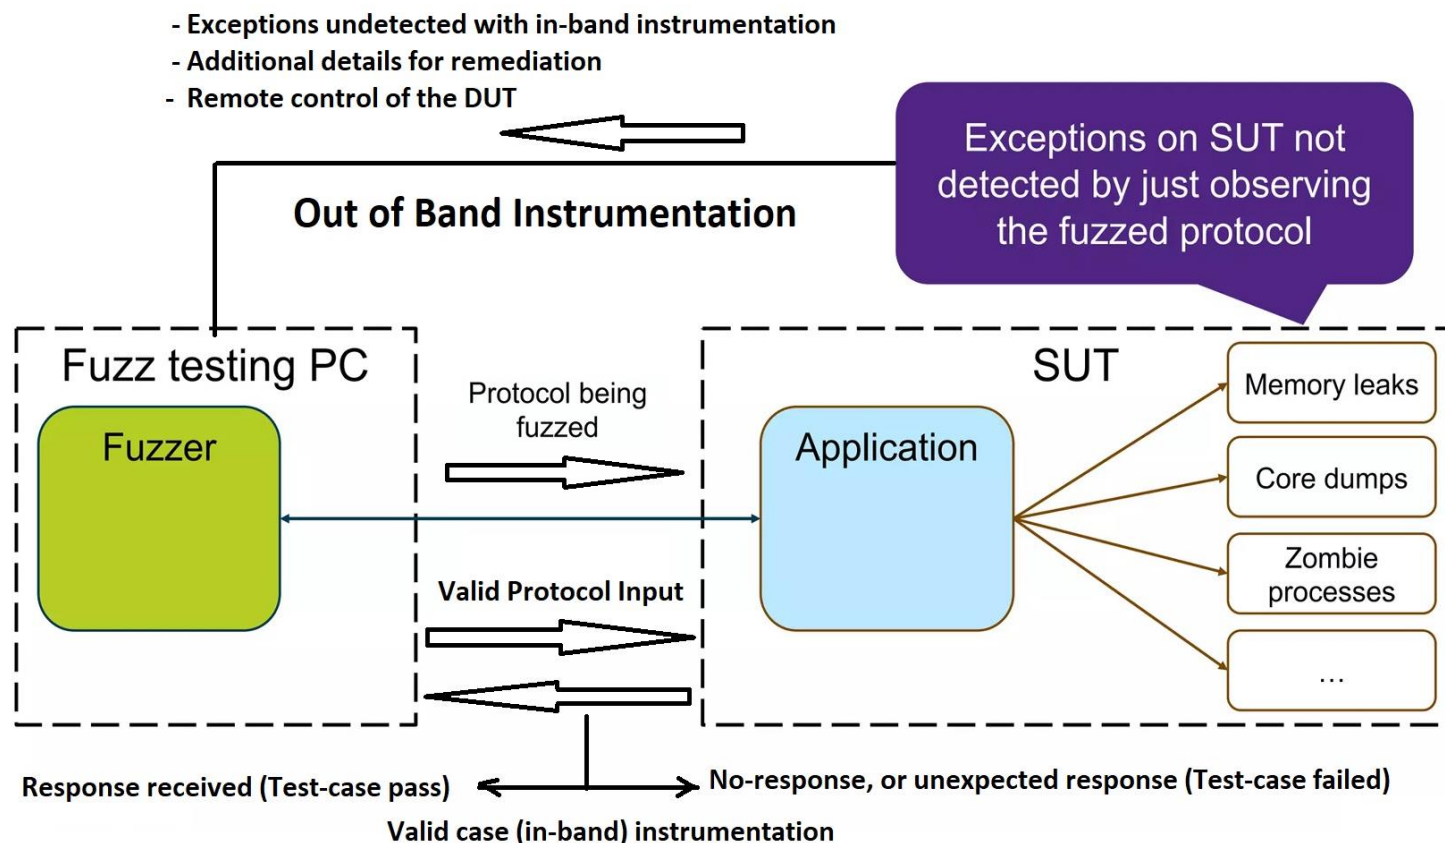 - Exceptions undetected with in-band instrumentation
- Additional details for remediation
- Remote control of the DUT
Exceptions on SUT not
detected by just observing
the fuzzed protocol
Out of Band Instrumentation
Fuzz testing PC
Fuzzer
Protocol being
fuzzed
SUT
Application
Memory leaks
Core dumps
Zombie
processes
...
Valid Protocol Input
Response received (Test-case pass)
No-response, or unexpected response (Test-case failed)
Valid case (in-band) instrumentation